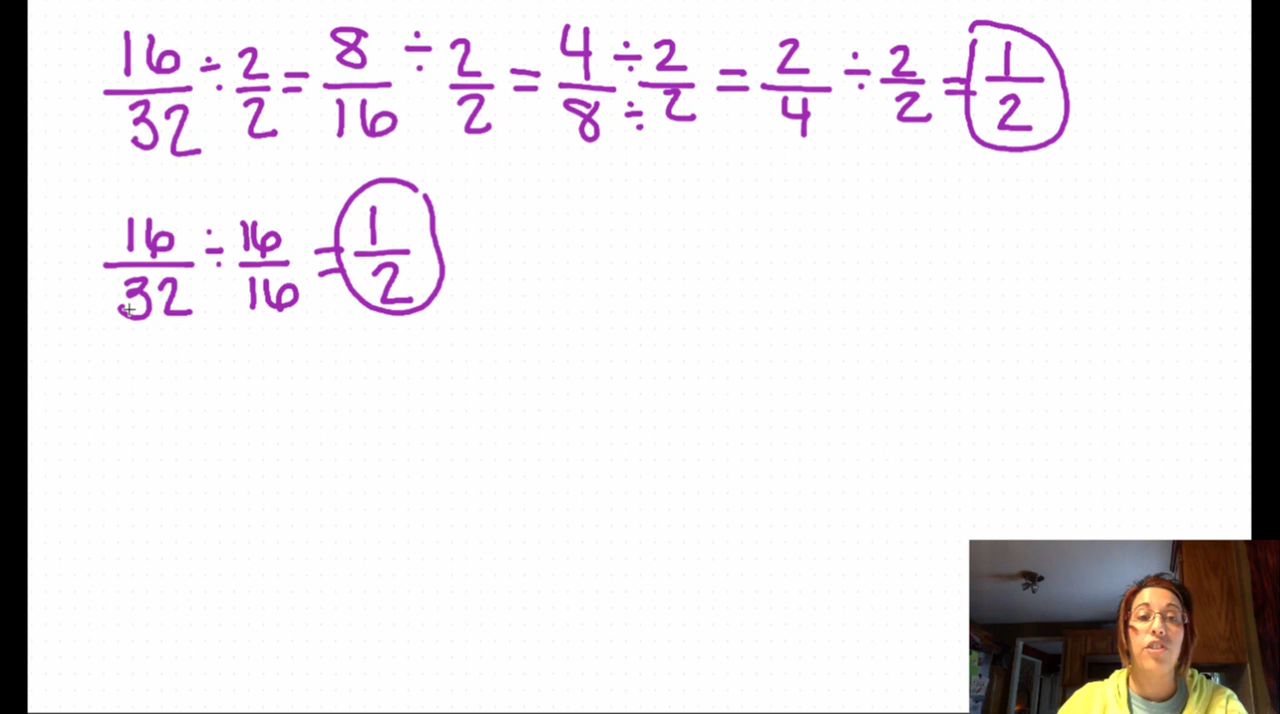 16/32 ÷ 2/2 = 8/16 ÷ 2/2 = 4/8 ÷ ÷ 2/2 = 2/4 ÷ 2/2 = 1/2
16/32 ÷ 16/16 = 1/2